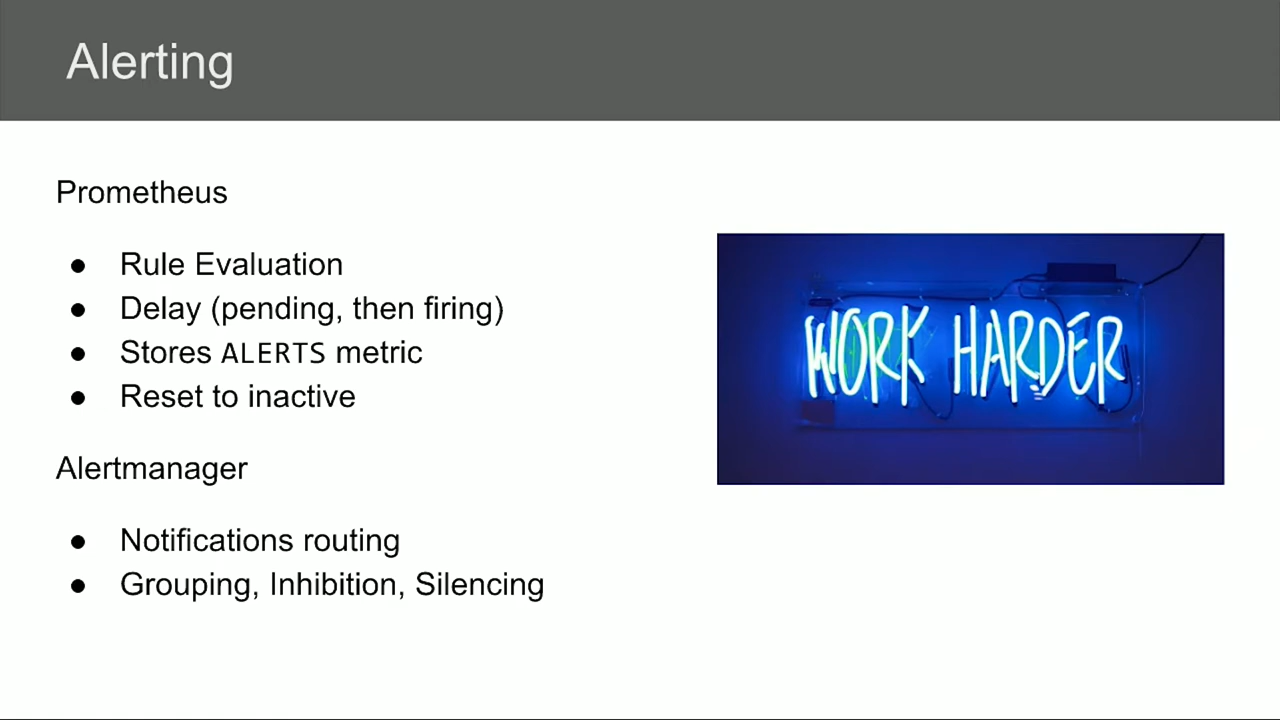 Alerting
Prometheus
● Rule Evaluation
● Delay (pending, then firing)
● Stores ALERTS metric
● Reset to inactive
Alertmanager
● Notifications routing
● Grouping, Inhibition, Silencing
WORK HARDER